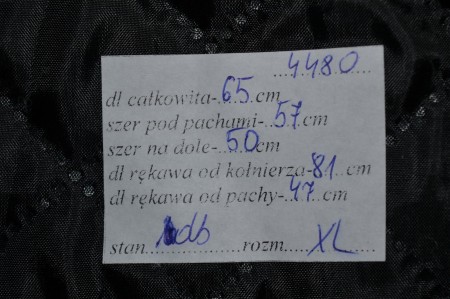 4480
dł całkowita-65 cm
szer pod pachami-57 cm
szer na dole-50 cm
dł rękawa od kołnierza-81 cm
dł rękawa od pachy-47 cm
stan db rozm XL